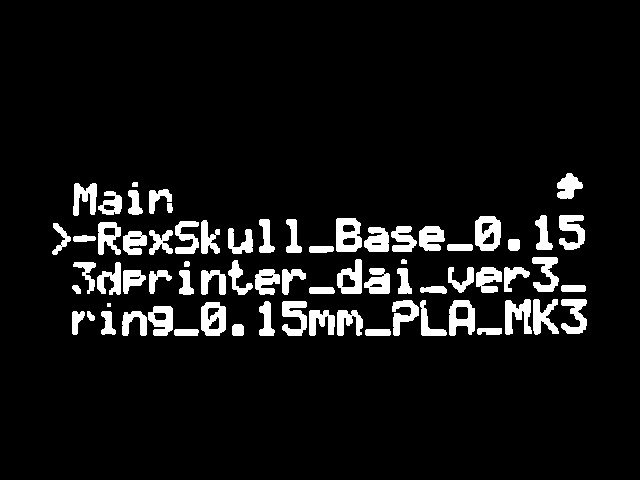 Main
>-RexSkull_Base_0.15
3dprinter_dai_ver3_
ring_0.15mm_PLA_MK3